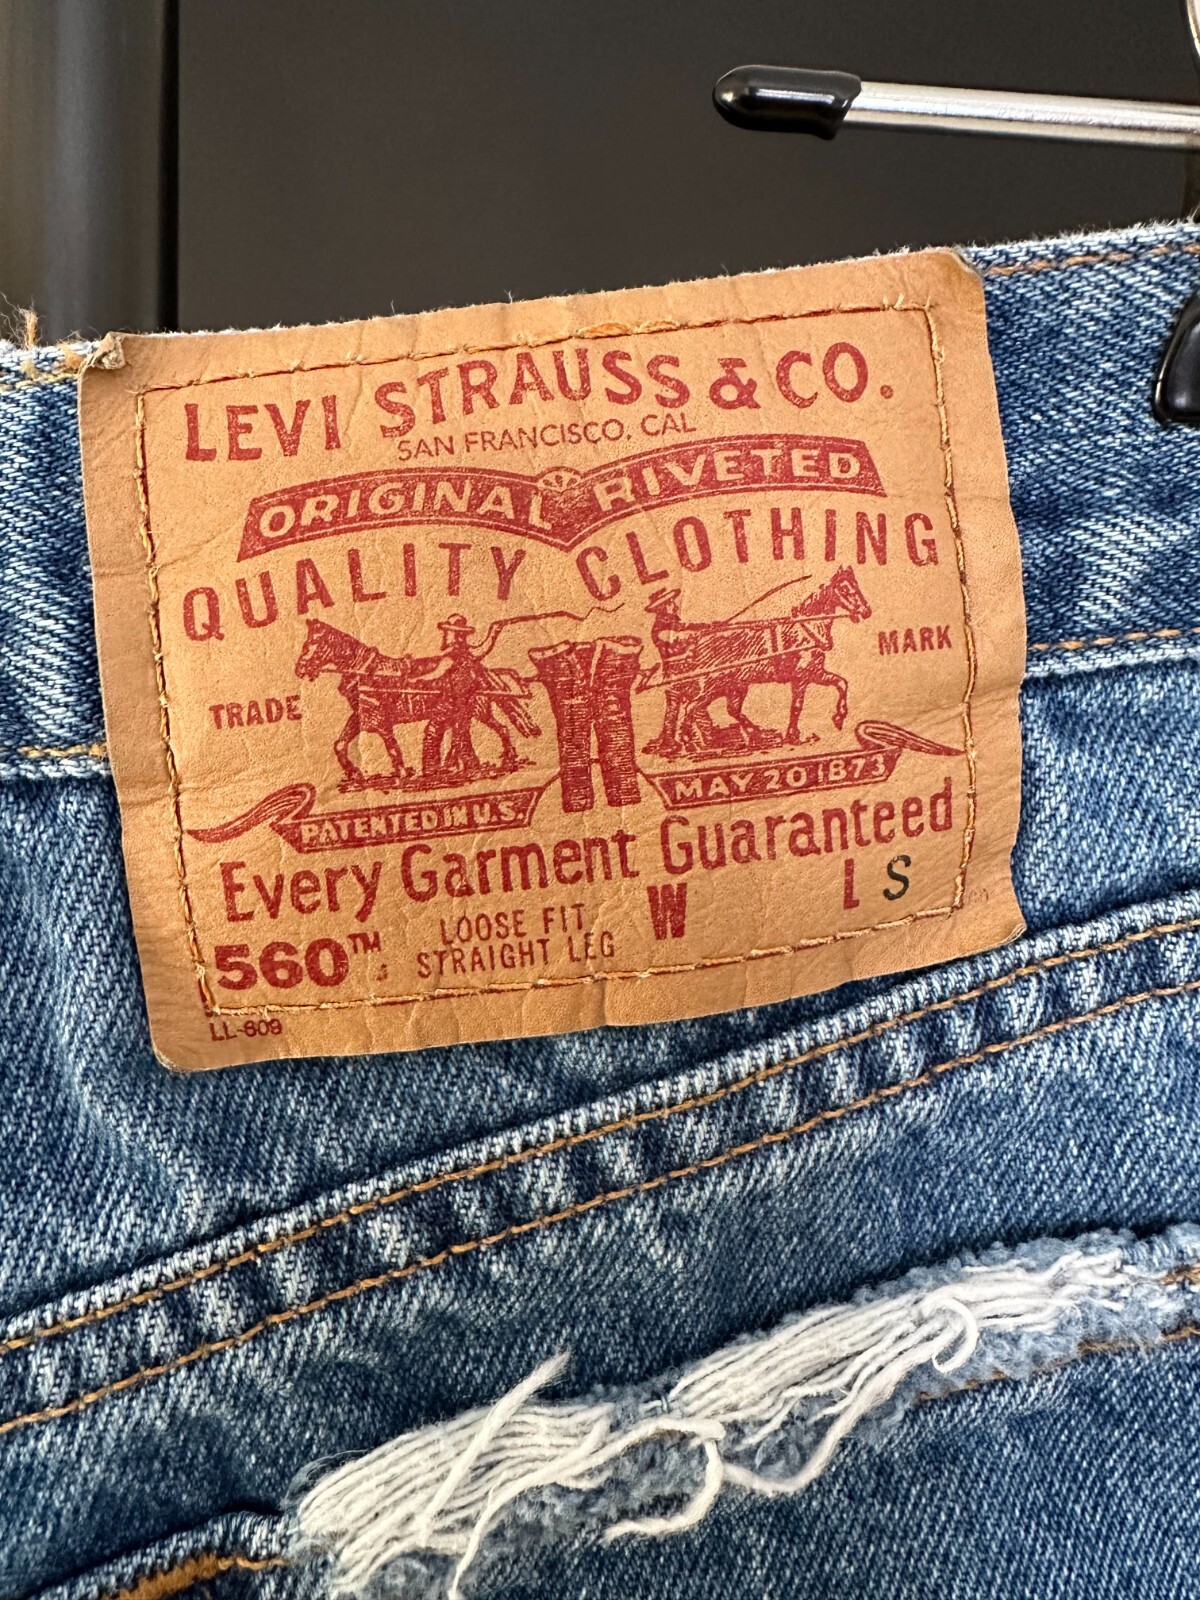 LEVI STRAUSS & CO.
SAN FRANCISCO, CAL
ORIGINAL RIVETED
QUALITY CLOTHING
TRADE MARK
PATENTED IN U.S. MAY 20 1873
Every Garment Guaranteed
560™ LOOSE FIT W L S
STRAIGHT LEG
LL-809